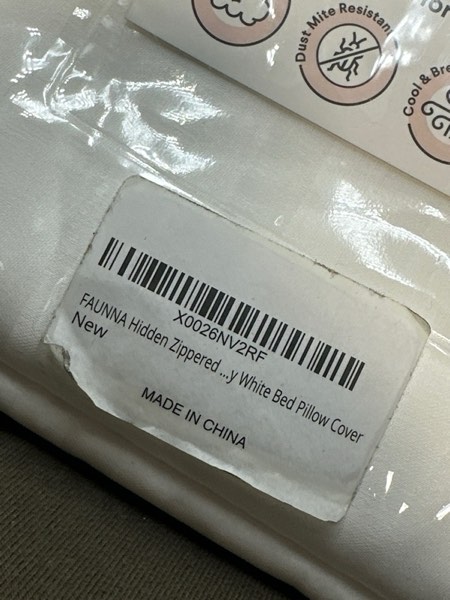 Dust Mite Resistant
Cool & Bre
X0026NV2RF
FAUNNA Hidden Zippered ...y White Bed Pillow Cover
New
MADE IN CHINA